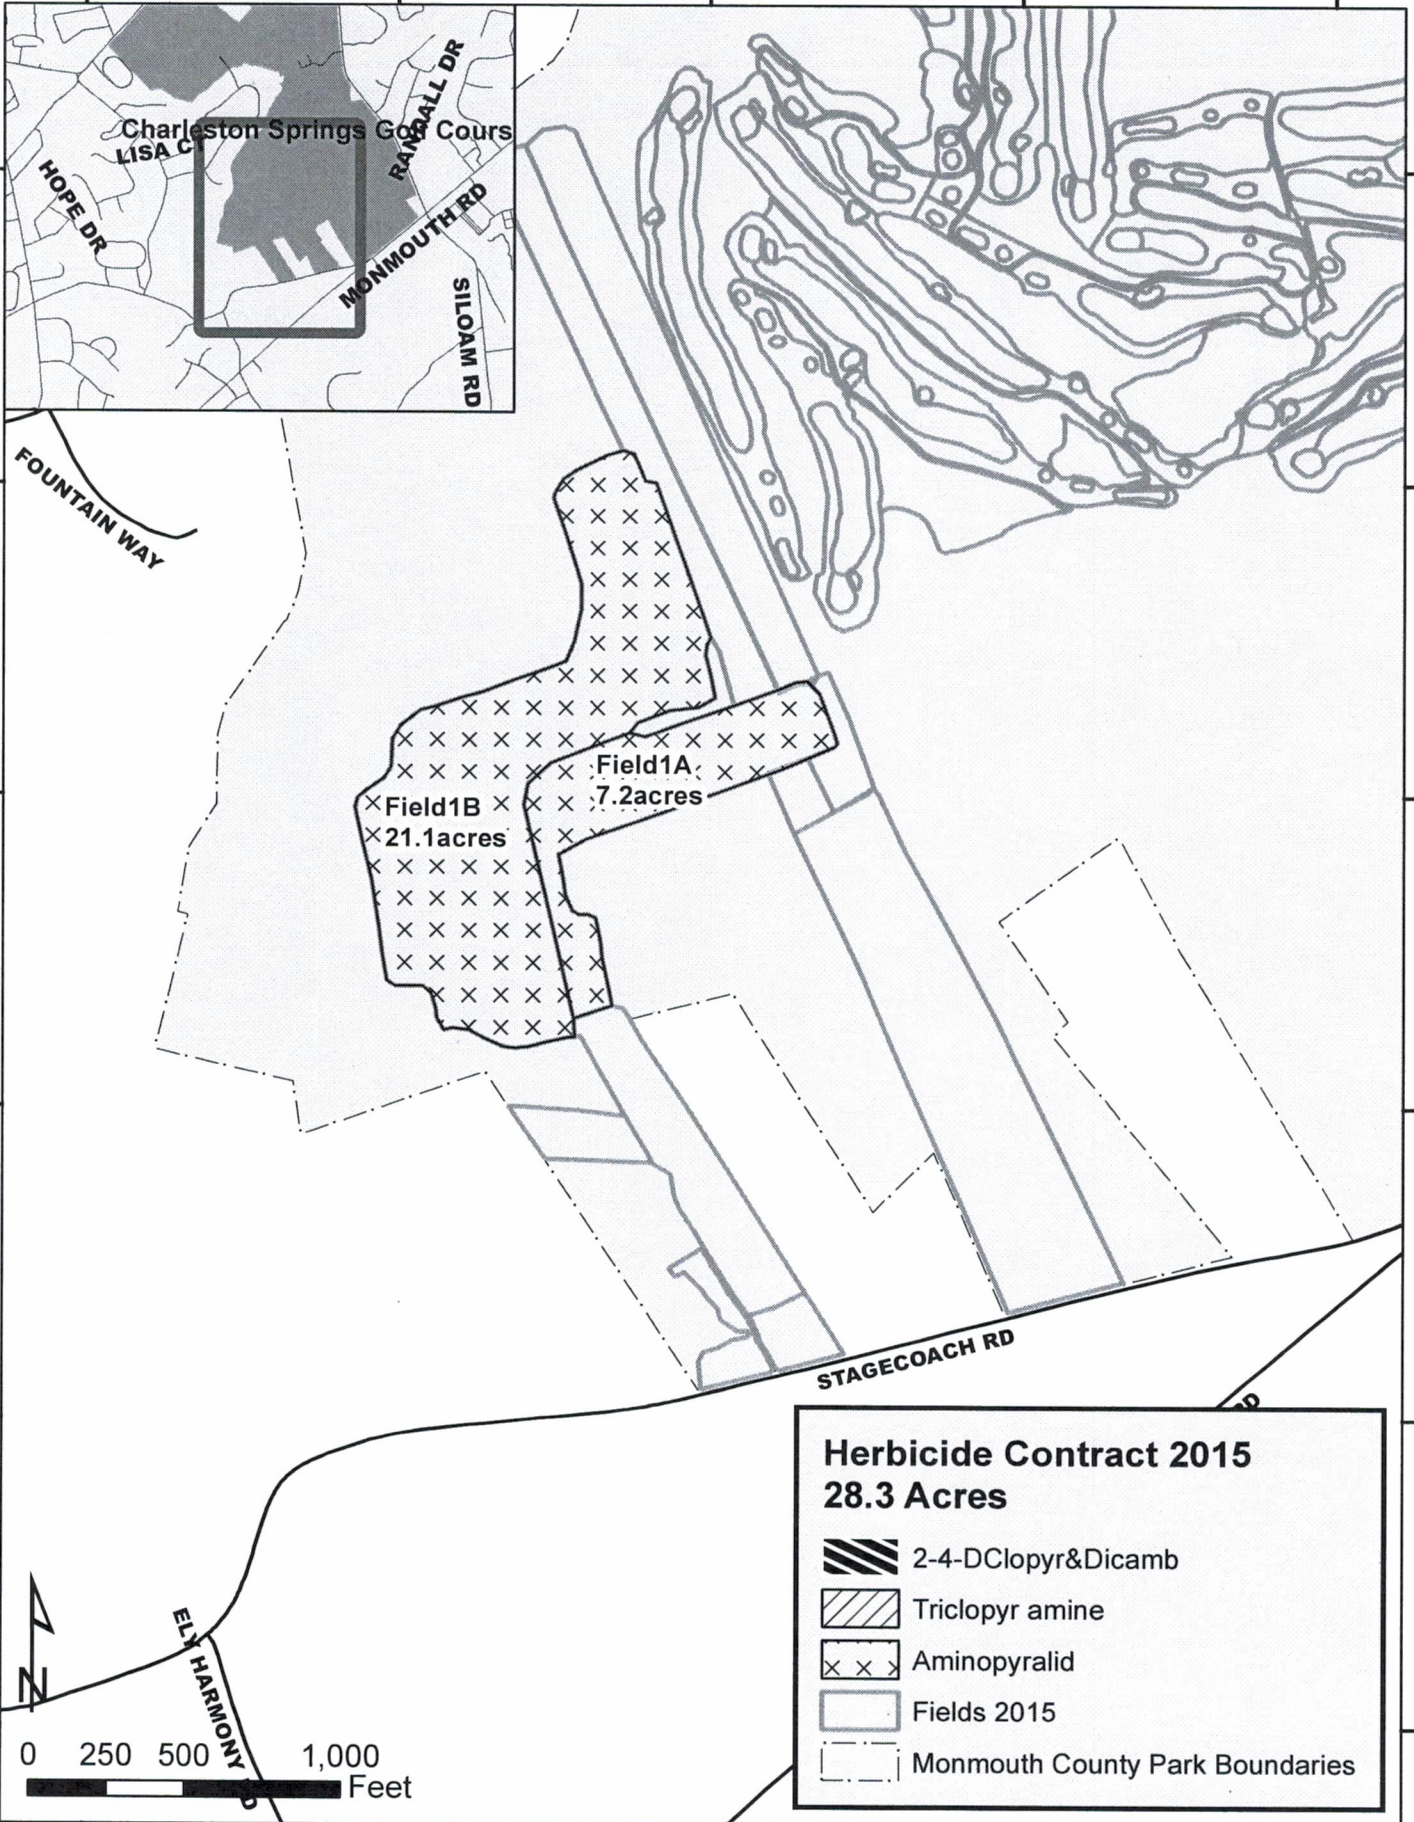 Charleston Springs Golf Cours
LISA CT
RANDALL DR
HOPE DR
MONMOUTH RD
SILOAM RD
FOUNTAIN WAY
Field1A
7.2acres
Field1B
21.1acres
STAGECOACH RD
RD
Herbicide Contract 2015
28.3 Acres
2-4-DClopyr&Dicamb
Triclopyr amine
Aminopyralid
Fields 2015
Monmouth County Park Boundaries
ELY HARMONY RD
N
0 250 500 1,000
Feet